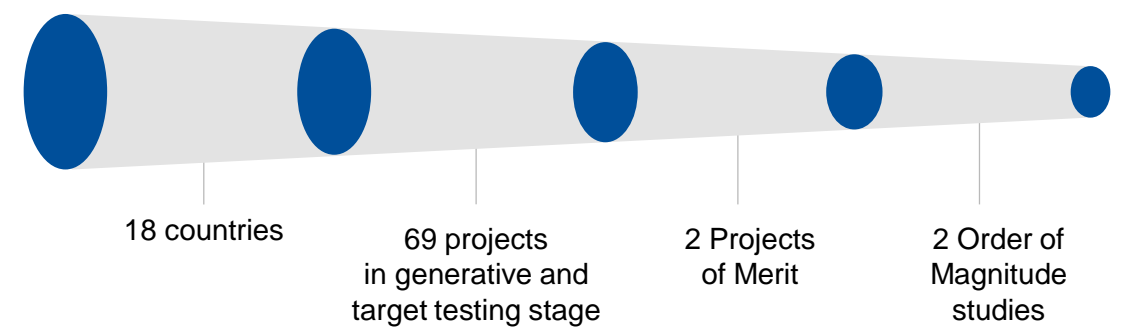 18 countries
69 projects
in generative and
target testing stage
2 Projects
of Merit
2 Order of
Magnitude
studies